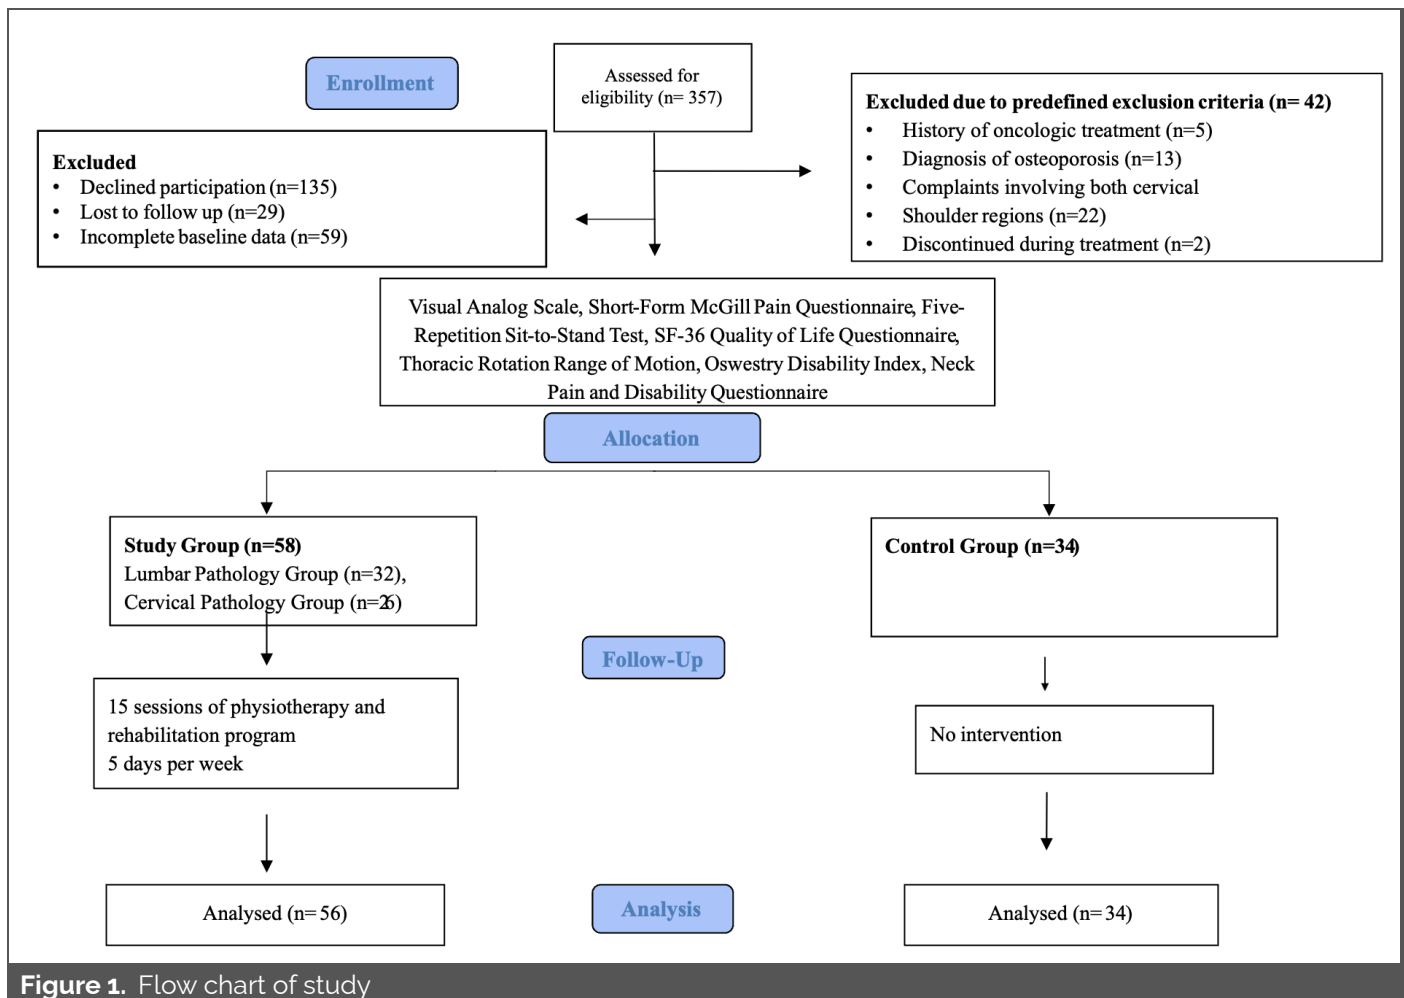 Enrollment
Assessed for
eligibility (n= 357)
Excluded
• Declined participation (n=135)
• Lost to follow up (n=29)
• Incomplete baseline data (n=59)
Excluded due to predefined exclusion criteria (n= 42)
• History of oncologic treatment (n=5)
• Diagnosis of osteoporosis (n=13)
• Complaints involving both cervical
• Shoulder regions (n=22)
• Discontinued during treatment (n=2)
Visual Analog Scale, Short-Form McGill Pain Questionnaire, Five-
Repetition Sit-to-Stand Test, SF-36 Quality of Life Questionnaire,
Thoracic Rotation Range of Motion, Oswestry Disability Index, Neck
Pain and Disability Questionnaire
Allocation
Study Group (n=58)
Lumbar Pathology Group (n=32),
Cervical Pathology Group (n=26)
Control Group (n=34)
Follow-Up
15 sessions of physiotherapy and
rehabilitation program
5 days per week
No intervention
Analysed (n= 56)
Analysis
Analysed (n= 34)
Figure 1. Flow chart of study